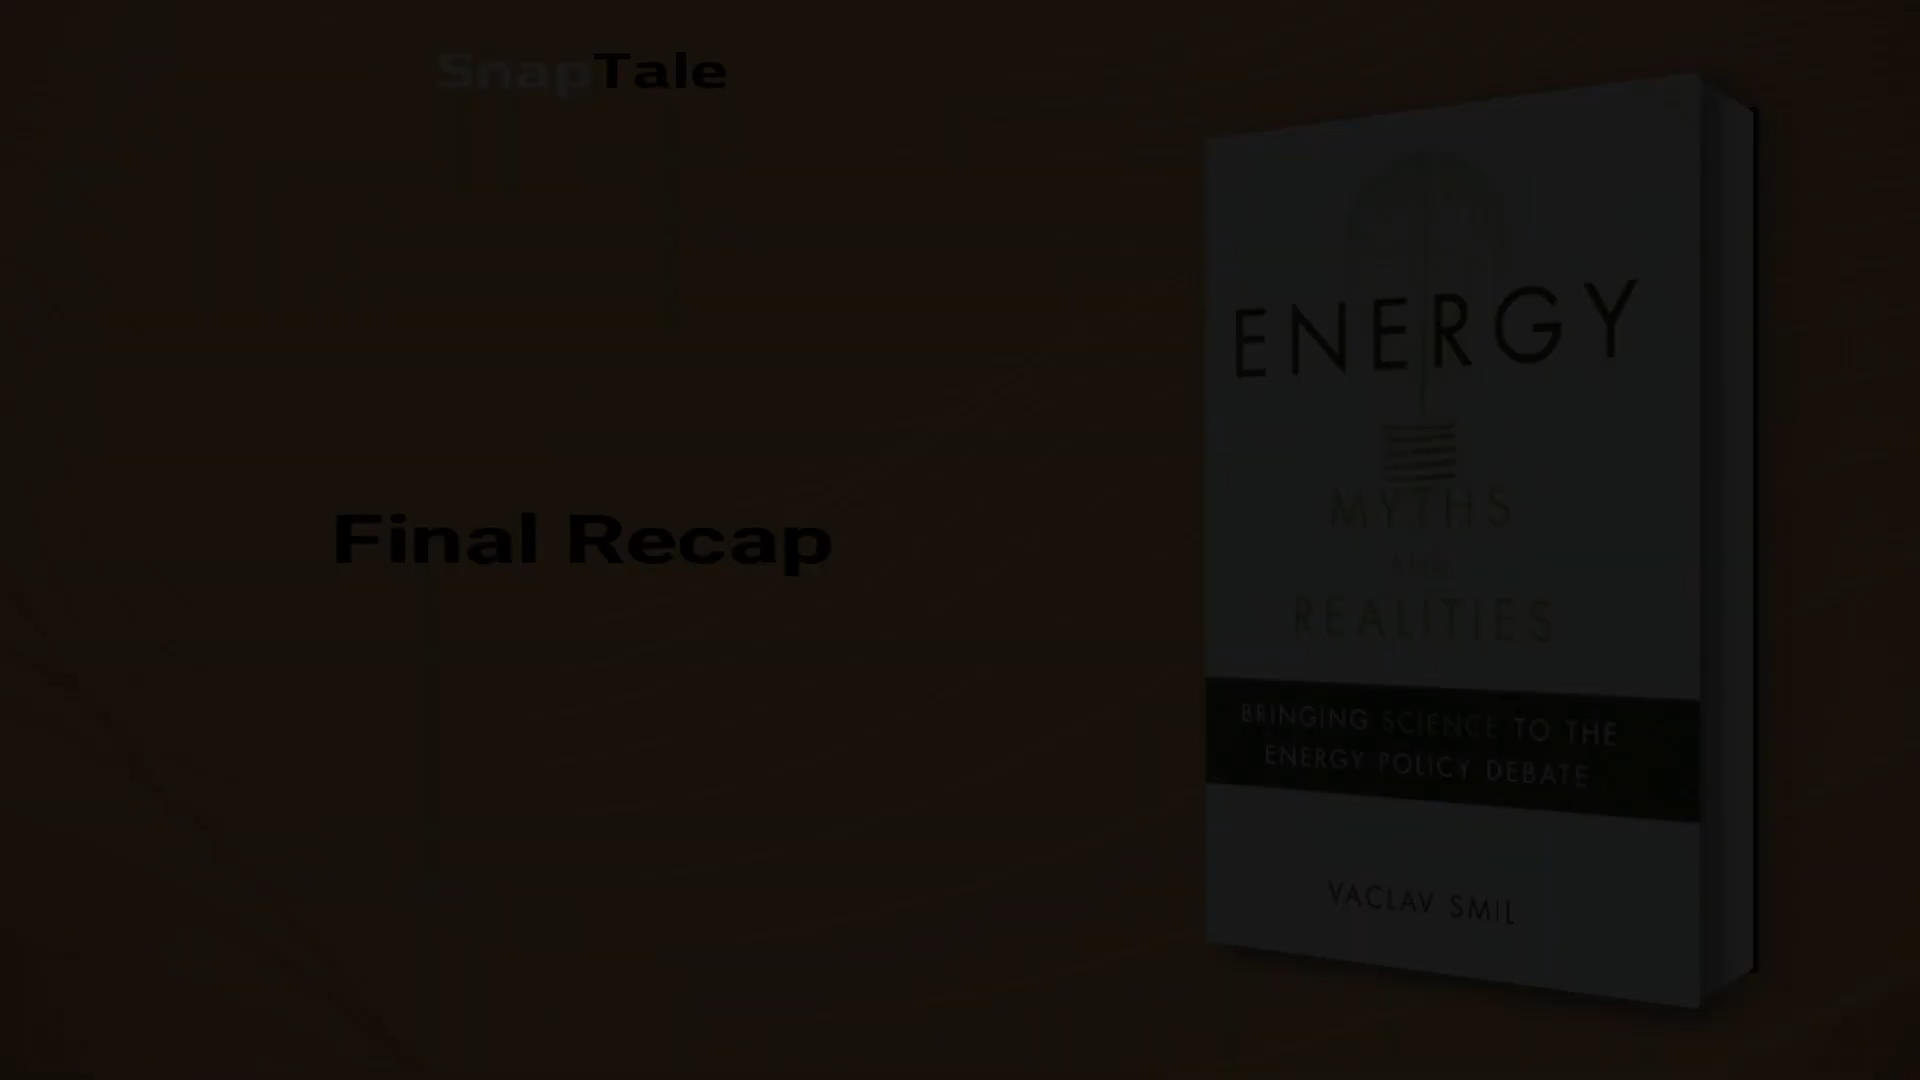 SnapTale
Final Recap
ENERGY
MYTHS
AND
REALITIES
BRINGING SCIENCE TO THE
ENERGY POLICY DEBATE
VACLAV SMIL